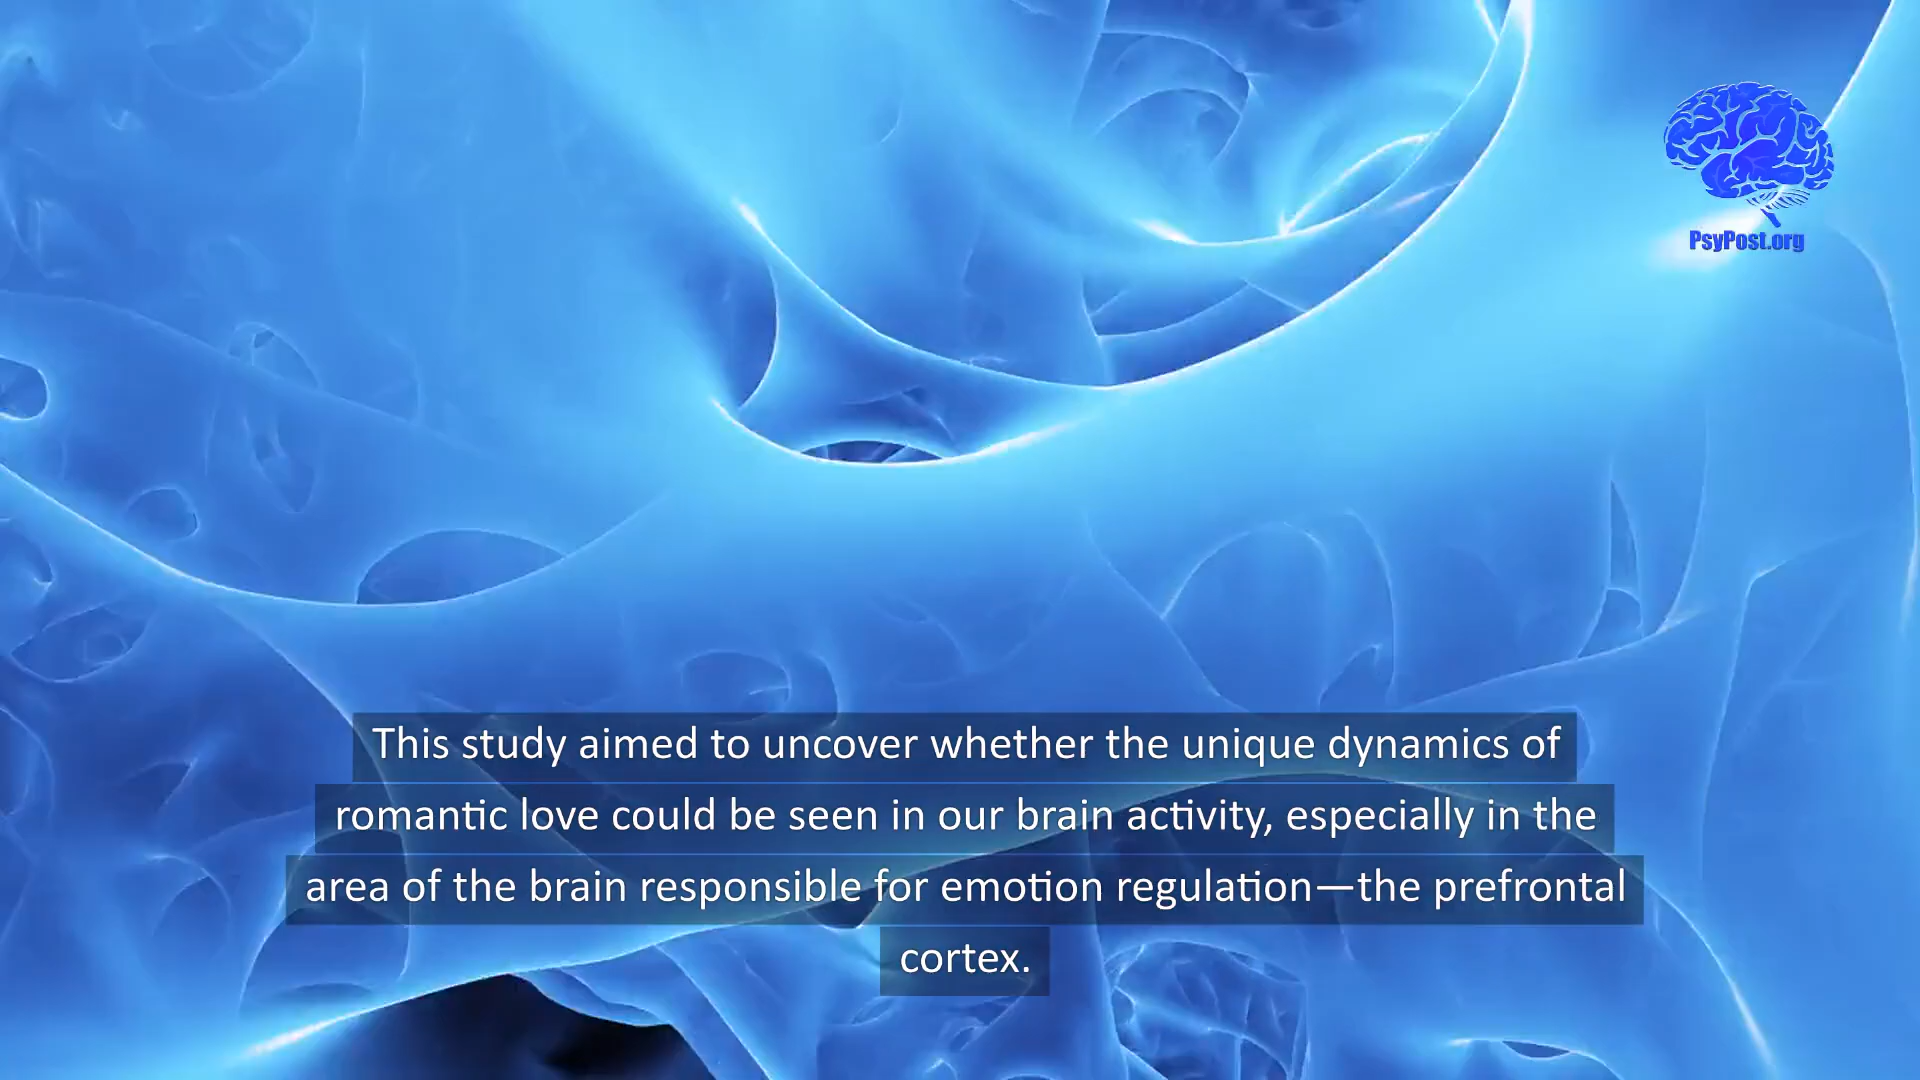 PsyPost.org
This study aimed to uncover whether the unique dynamics of
romantic love could be seen in our brain activity, especially in the
area of the brain responsible for emotion regulation—the prefrontal
cortex.